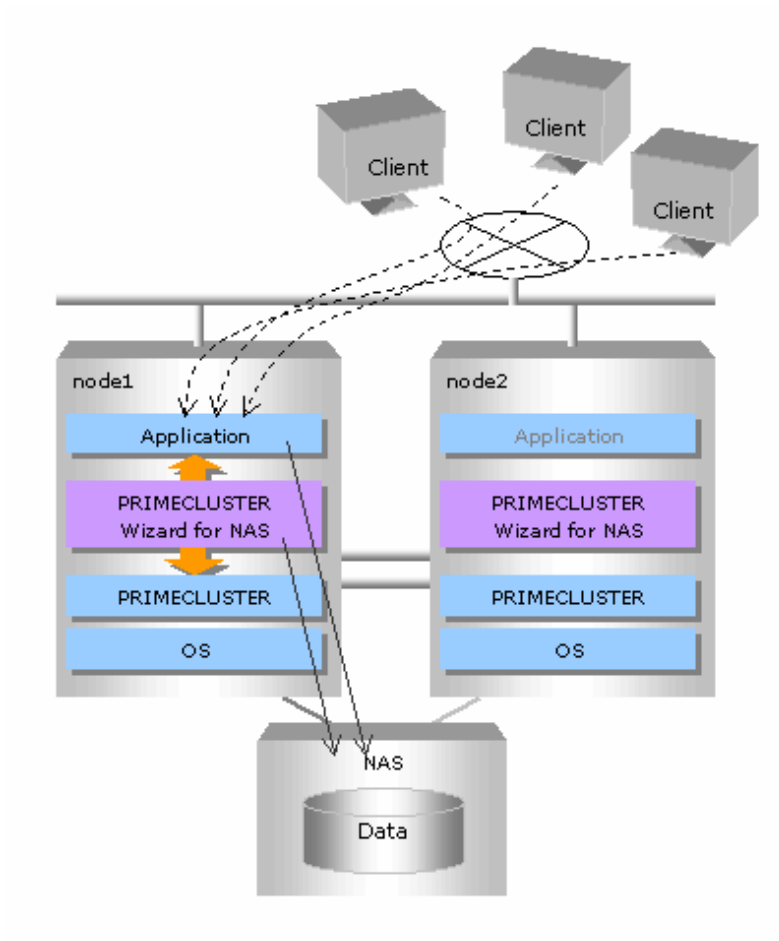 Client
Client
Client
node1
node2
Application
Application
PRIMECLUSTER
Wizard for NAS
PRIMECLUSTER
Wizard for NAS
PRIMECLUSTER
PRIMECLUSTER
OS
OS
NAS
Data